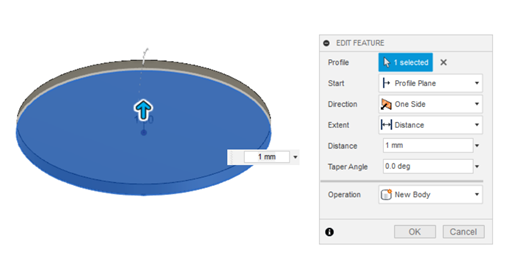 EDIT FEATURE
Profile 1 selected
Start Profile Plane
Direction One Side
Extent Distance
1 mm
Distance 1 mm
Taper Angle 0.0 deg
Operation New Body
OK Cancel